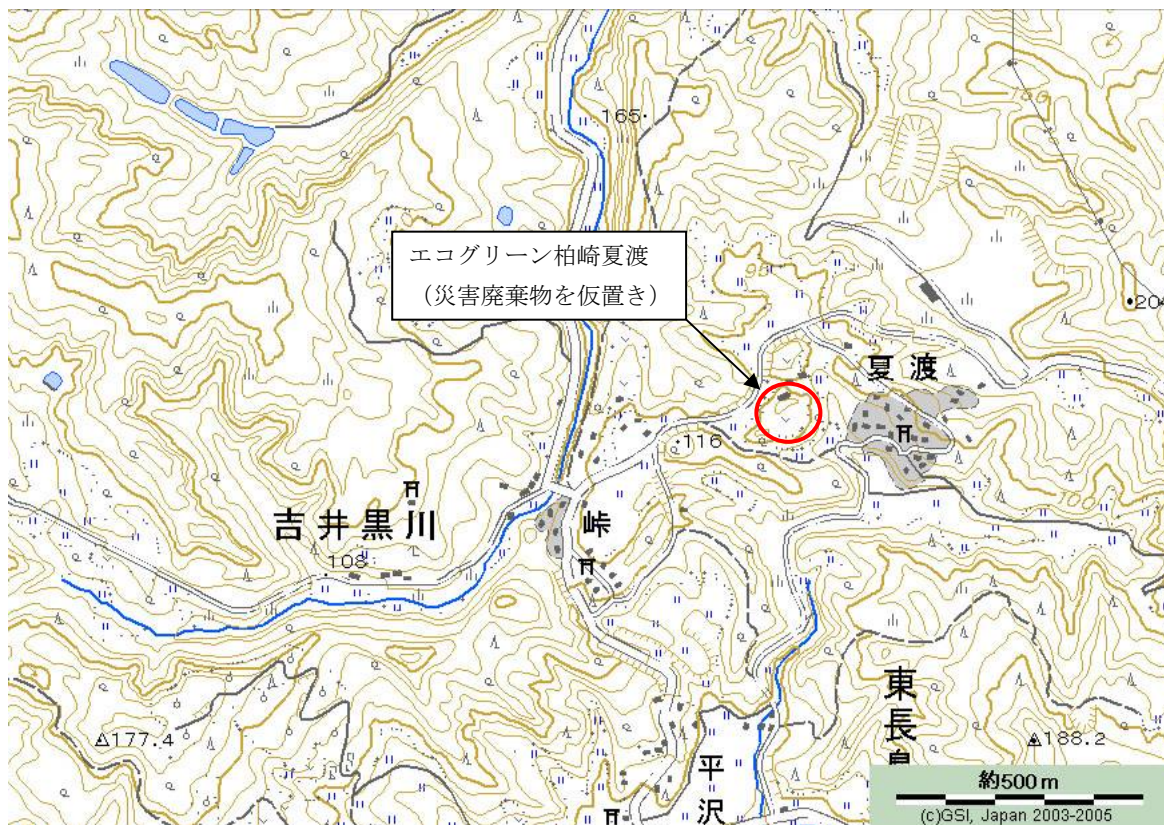 165
エコグリーン柏崎夏渡
（災害廃棄物を仮置き）
夏渡
116
吉井黒川
峠
108
東長鳥
177.4
188.2
平沢
約500m
(c)GSI, Japan 2003-2005